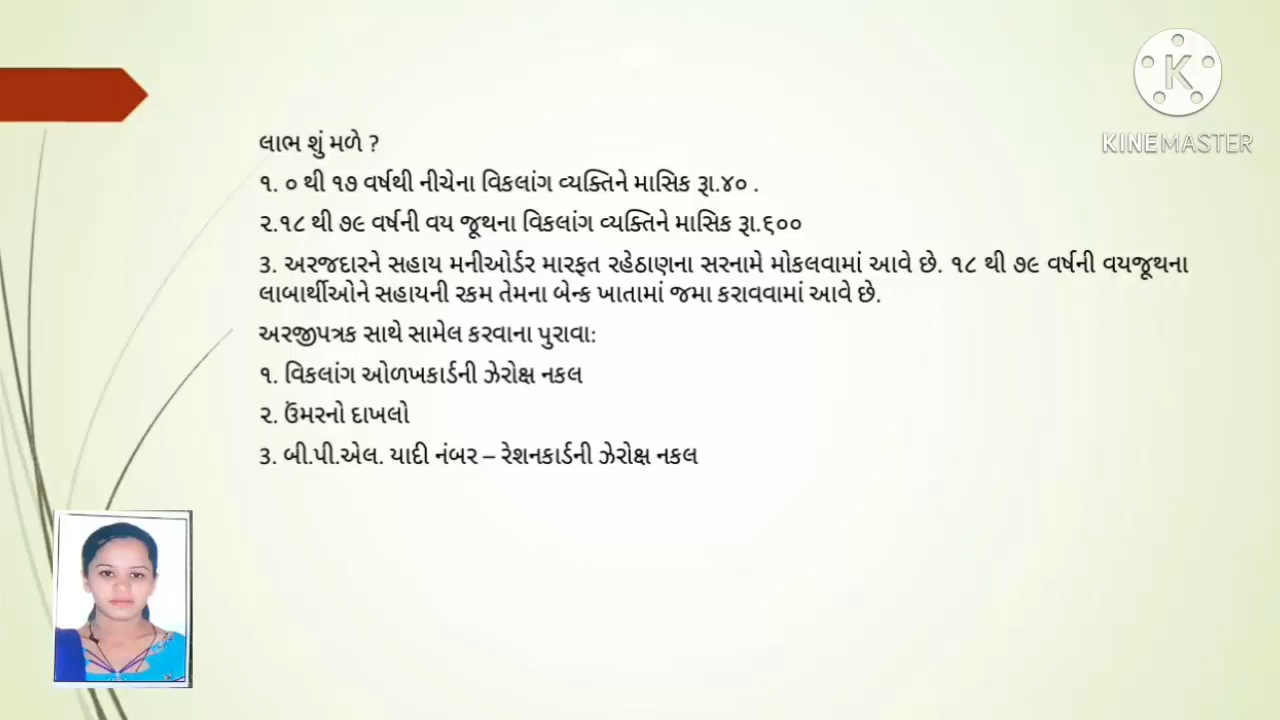 લાભ શું મળે ?
૧. ૦ થી ૧૭ વર્ષથી નીચેના વિકલાંગ વ્યક્તિને માસિક રૂા.૪૦ .
૨.૧૮ થી ૭૯ વર્ષની વય જૂથના વિકલાંગ વ્યક્તિને માસિક રૂા.૬૦૦
3. અરજદારને સહાય મનીઓર્ડર મારફત રહેઠાણના સરનામે મોકલવામાં આવે છે. ૧૮ થી ૭૯ વર્ષની વયજૂથના
લાબાર્થીઓને સહાયની રકમ તેમના બેન્ક ખાતામાં જમા કરાવવામાં આવે છે.
અરજીપત્રક સાથે સામેલ કરવાના પુરાવા:
૧. વિકલાંગ ઓળખકાર્ડની ઝેરોક્ષ નકલ
૨. ઉંમરનો દાખલો
3. બી.પી.એલ. યાદી નંબર – રેશનકાર્ડની ઝેરોક્ષ નકલ
K
KINEMASTER